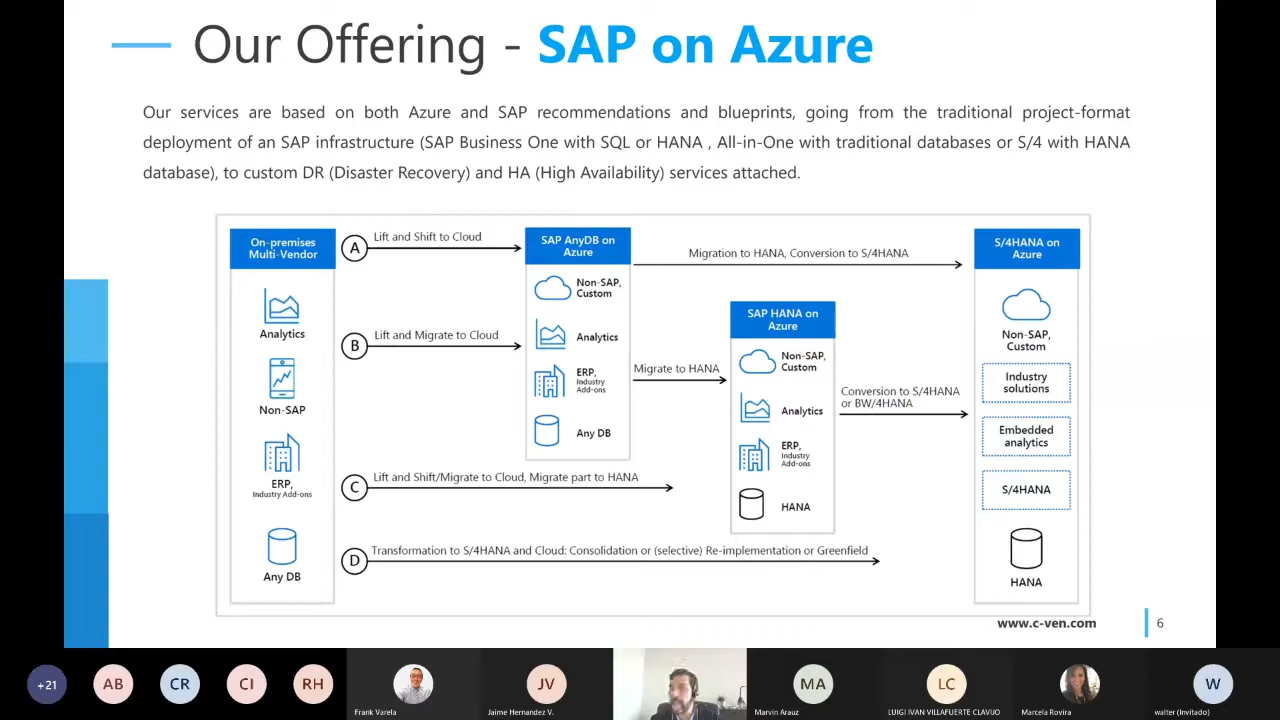 Our Offering - SAP on Azure
Our services are based on both Azure and SAP recommendations and blueprints, going from the traditional project-format
deployment of an SAP infrastructure (SAP Business One with SQL or HANA , All-in-One with traditional databases or S/4 with HANA
database), to custom DR (Disaster Recovery) and HA (High Availability) services attached.
On-premises
Multi-Vendor
Analytics
Non-SAP
ERP,
Industry Add-ons
Any DB
A
Lift and Shift to Cloud
B
Lift and Migrate to Cloud
C
Lift and Shift/Migrate to Cloud, Migrate part to HANA
D
Transformation to S/4HANA and Cloud: Consolidation or (selective) Re-implementation or Greenfield
SAP AnyDB on
Azure
Non-SAP,
Custom
Analytics
ERP,
Industry
Add-ons
Any DB
Migration to HANA, Conversion to S/4HANA
Migrate to HANA
SAP HANA on
Azure
Non-SAP,
Custom
Analytics
ERP,
Industry
Add-ons
HANA
Conversion to S/4HANA
or BW/4HANA
S/4HANA on
Azure
Non-SAP,
Custom
Industry
solutions
Embedded
analytics
S/4HANA
HANA
www.c-ven.com
6
+21
AB
CR
CI
RH
Frank Varela
JV
Jaime Hernandez V.
MA
Marvin Arauz
LC
LUIGI IVAN VILLAFUERTE CLAVIJO
Marcela Rovira
W
walter (Invitado)